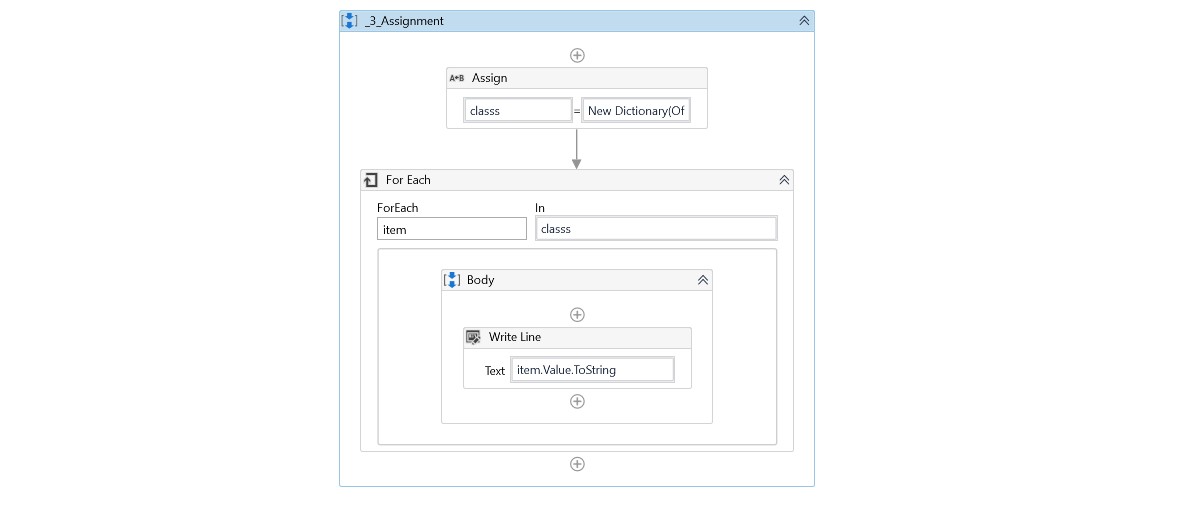 _3_Assignment
A+B Assign
classs = New Dictionary(Of
For Each
ForEach In
item classs
Body
Write Line
Text item.Value.ToString